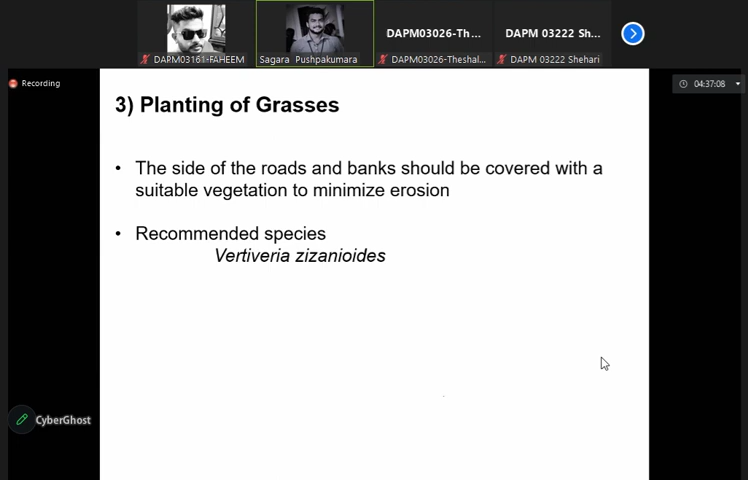 DAPM03026-Th...
DAPM 03222 Sh...
DAPM03161-FAHEEM
Sagara Pushpakumara
DAPM03026-Theshal...
DAPM 03222 Shehari
Recording
04:37:08
3) Planting of Grasses
• The side of the roads and banks should be covered with a
suitable vegetation to minimize erosion
• Recommended species
Vertiveria zizanioides
CyberGhost